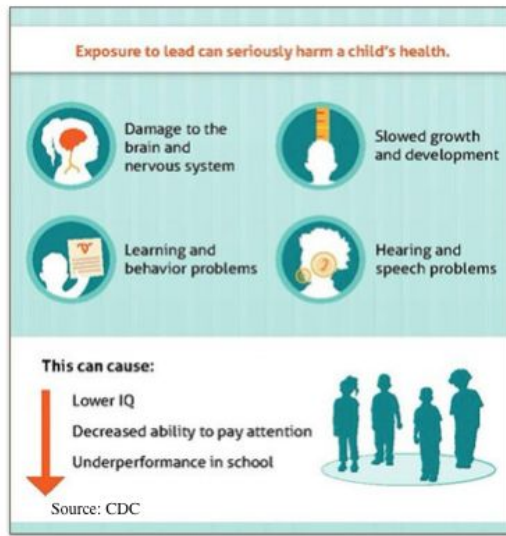 Exposure to lead can seriously harm a child's health.
Damage to the
brain and
nervous system
Slowed growth
and development
Learning and
behavior problems
Hearing and
speech problems
This can cause:
Lower IQ
Decreased ability to pay attention
Underperformance in school
Source: CDC